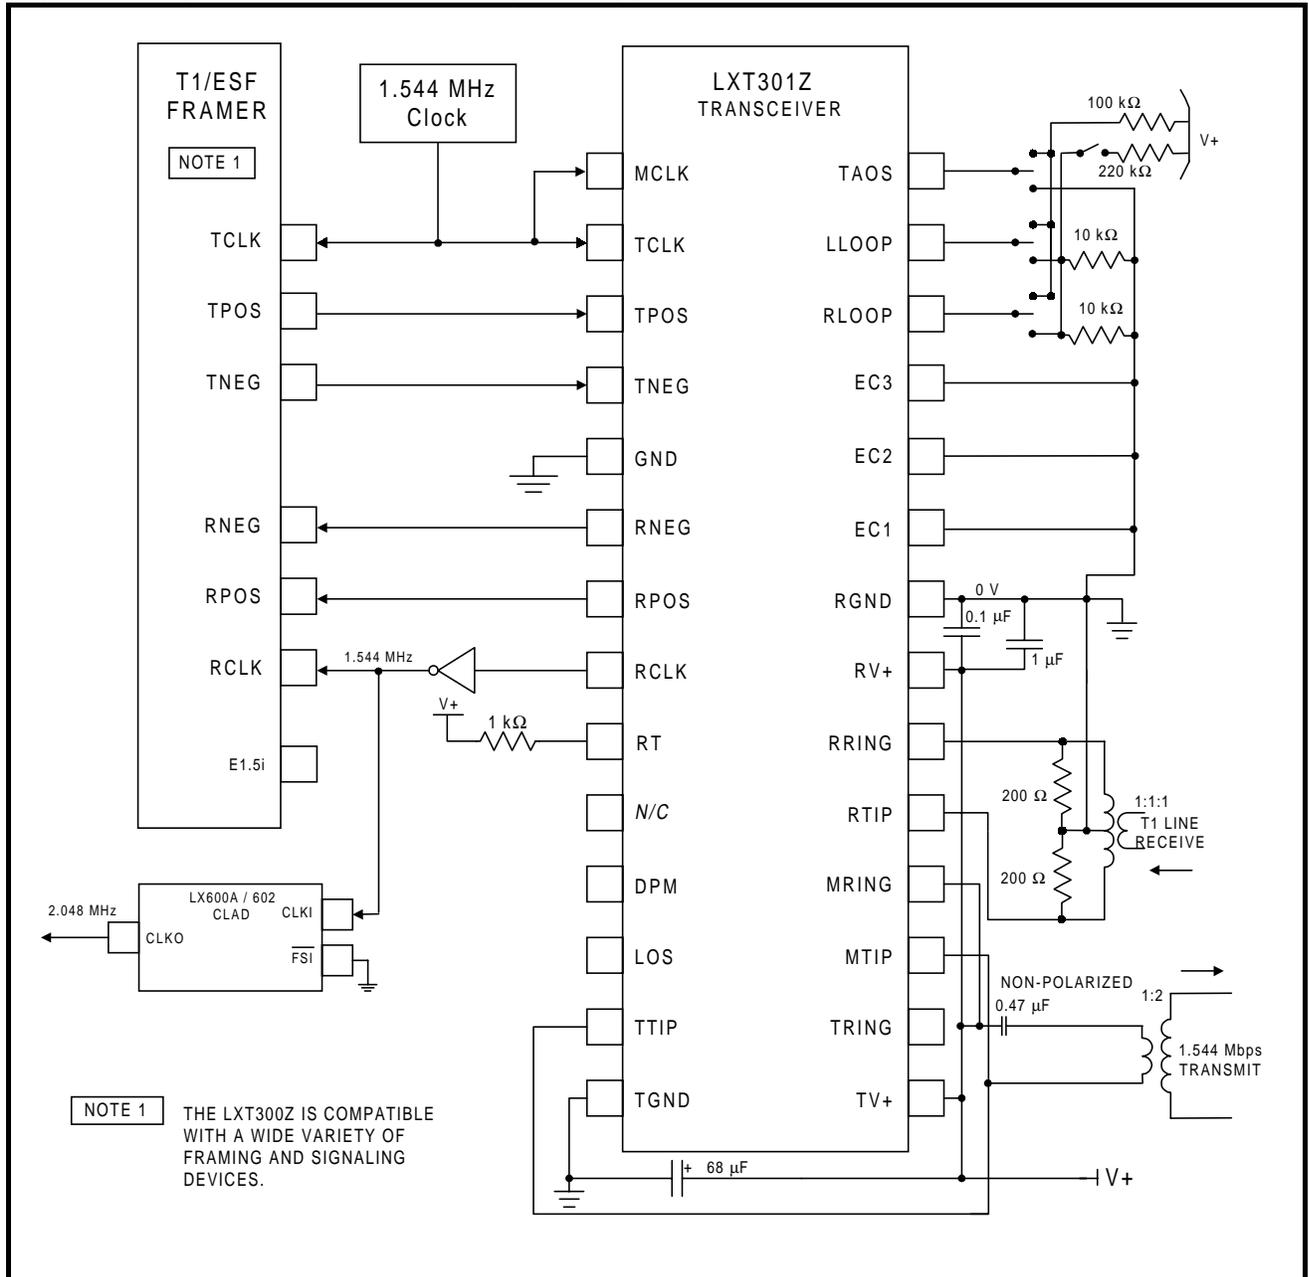 T1/ESF
FRAMER
NOTE 1
TCLK
TPOS
TNEG
RNEG
RPOS
RCLK
E1.5i
1.544 MHz
Clock
1.544 MHz
V+
1 kΩ
LXT301Z
TRANSCEIVER
MCLK
TCLK
TPOS
TNEG
GND
RNEG
RPOS
RCLK
RT
N/C
DPM
LOS
TTIP
TGND
TAOS
LLOOP
RLOOP
EC3
EC2
EC1
RGND
RV+
RRING
RTIP
MRING
MTIP
TRING
TV+
100 kΩ
V+
220 kΩ
10 kΩ
10 kΩ
0 V
0.1 µF
1 µF
200 Ω
200 Ω
1:1:1
T1 LINE
RECEIVE
NON-POLARIZED
0.47 µF
1:2
1.544 Mbps
TRANSMIT
LX600A / 602
CLAD
2.048 MHz
CLKO
CLKI
FSI
+
68 µF
V+
NOTE 1
THE LXT300Z IS COMPATIBLE
WITH A WIDE VARIETY OF
FRAMING AND SIGNALING
DEVICES.